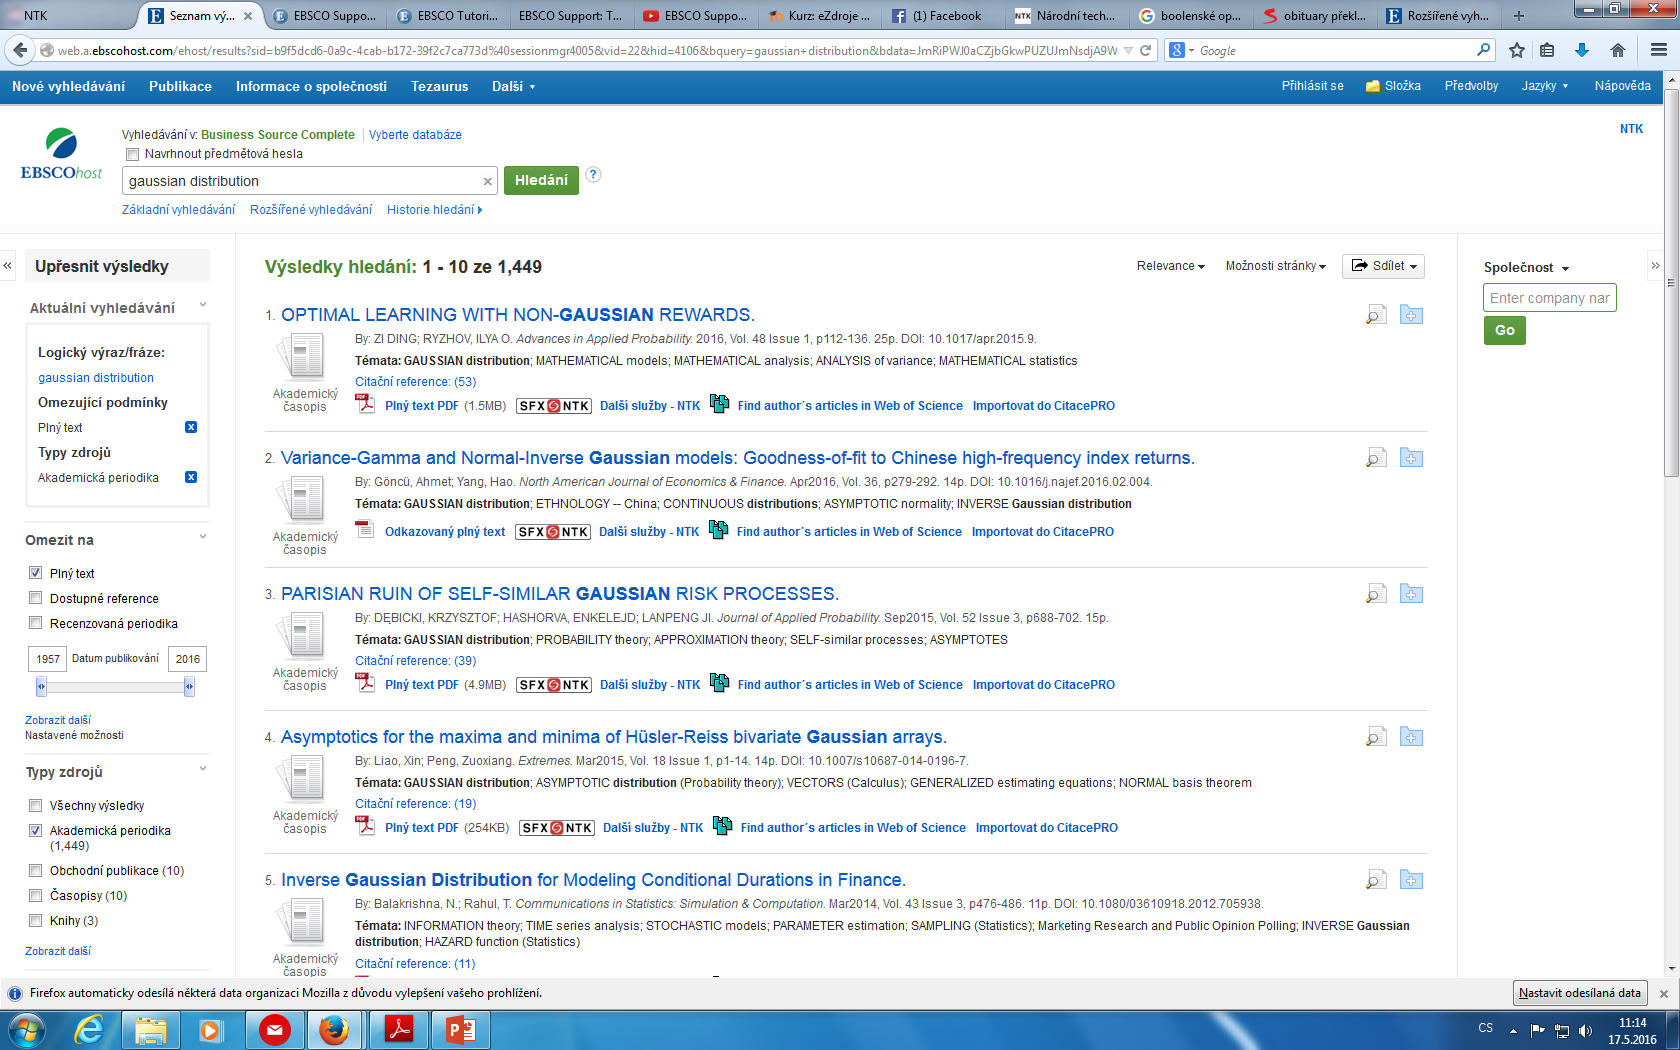 NTK
Seznam vý...
EBSCO Suppo...
EBSCO Tutori...
EBSCO Support: T...
EBSCO Suppo...
Kurz: eZdroje ...
(1) Facebook
NTK Národní tech...
boolenské op...
obituary překl...
Rozšířené vyh...
web.a.ebscohost.com/ehost/results?sid=b9f5dcd6-0a9c-4cab-b172-39f2c7ca773d%40sessionmgr4005&vid=22&hid=4106&bquery=gaussian+distribution&bdata=JmRiPWJ0aCZjbGkwPUZUJmNsdjA9W
Google
Nové vyhledávání Publikace Informace o společnosti Tezaurus Další
Přihlásit se Složka Předvolby Jazyky Nápověda
EBSCOhost
Vyhledávání v: Business Source Complete Vyberte databáze
NTK
Navrhnout předmětová hesla
gaussian distribution
Hledání
Základní vyhledávání Rozšířené vyhledávání Historie hledání
Upřesnit výsledky
Aktuální vyhledávání
Logický výraz/fráze:
gaussian distribution
Omezující podmínky
Plný text
Typy zdrojů
Akademická periodika
Omezit na
Plný text
Dostupné reference
Recenzovaná periodika
1957 Datum publikování 2016
Zobrazit další
Nastavené možnosti
Typy zdrojů
Všechny výsledky
Akademická periodika
(1,449)
Obchodní publikace (10)
Časopisy (10)
Knihy (3)
Zobrazit další
Výsledky hledání: 1 - 10 ze 1,449
Relevance Možnosti stránky Sdílet
1. OPTIMAL LEARNING WITH NON-GAUSSIAN REWARDS.
By: ZI DING; RYZHOV, ILYA O. Advances in Applied Probability. 2016, Vol. 48 Issue 1, p112-136. 25p. DOI: 10.1017/apr.2015.9.
Témata: GAUSSIAN distribution; MATHEMATICAL models; MATHEMATICAL analysis; ANALYSIS of variance; MATHEMATICAL statistics
Citační reference: (53)
Akademický
časopis
Plný text PDF (1.5MB) SFX NTK Další služby - NTK Find author´s articles in Web of Science Importovat do CitacePRO
2. Variance-Gamma and Normal-Inverse Gaussian models: Goodness-of-fit to Chinese high-frequency index returns.
By: Göncü, Ahmet; Yang, Hao. North American Journal of Economics & Finance. Apr2016, Vol. 36, p279-292. 14p. DOI: 10.1016/j.najef.2016.02.004.
Témata: GAUSSIAN distribution; ETHNOLOGY -- China; CONTINUOUS distributions; ASYMPTOTIC normality; INVERSE Gaussian distribution
Odkazovaný plný text SFX NTK Další služby - NTK Find author´s articles in Web of Science Importovat do CitacePRO
Akademický
časopis
3. PARISIAN RUIN OF SELF-SIMILAR GAUSSIAN RISK PROCESSES.
By: DĘBICKI, KRZYSZTOF; HASHORVA, ENKELEJD; LANPENG JI. Journal of Applied Probability. Sep2015, Vol. 52 Issue 3, p688-702. 15p.
Témata: GAUSSIAN distribution; PROBABILITY theory; APPROXIMATION theory; SELF-similar processes; ASYMPTOTES
Citační reference: (39)
Akademický
časopis
Plný text PDF (4.9MB) SFX NTK Další služby - NTK Find author´s articles in Web of Science Importovat do CitacePRO
4. Asymptotics for the maxima and minima of Hüsler-Reiss bivariate Gaussian arrays.
By: Liao, Xin; Peng, Zuoxiang. Extremes. Mar2015, Vol. 18 Issue 1, p1-14. 14p. DOI: 10.1007/s10687-014-0196-7.
Témata: GAUSSIAN distribution; ASYMPTOTIC distribution (Probability theory); VECTORS (Calculus); GENERALIZED estimating equations; NORMAL basis theorem
Citační reference: (19)
Akademický
časopis
Plný text PDF (254KB) SFX NTK Další služby - NTK Find author´s articles in Web of Science Importovat do CitacePRO
5. Inverse Gaussian Distribution for Modeling Conditional Durations in Finance.
By: Balakrishna, N.; Rahul, T. Communications in Statistics: Simulation & Computation. Mar2014, Vol. 43 Issue 3, p476-486. 11p. DOI: 10.1080/03610918.2012.705938.
Témata: INFORMATION theory; TIME series analysis; STOCHASTIC models; PARAMETER estimation; SAMPLING (Statistics); Marketing Research and Public Opinion Polling; INVERSE Gaussian
distribution; HAZARD function (Statistics)
Citační reference: (11)
Akademický
časopis
Společnost
Enter company nar
Go
Firefox automaticky odesílá některá data organizaci Mozilla z důvodu vylepšení vašeho prohlížení.
Nastavit odesílaná data
CS
11:14
17.5.2016